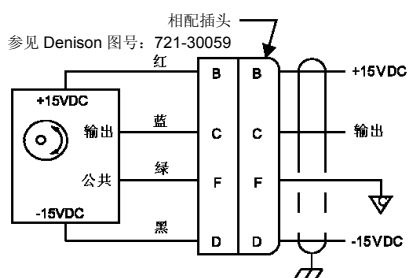 相配插头
参见 Denison 图号：721-30059
红
B B +15VDC
+15VDC
蓝
输出 C C 输出
绿
公共 F F
-15VDC
黑
D D -15VDC